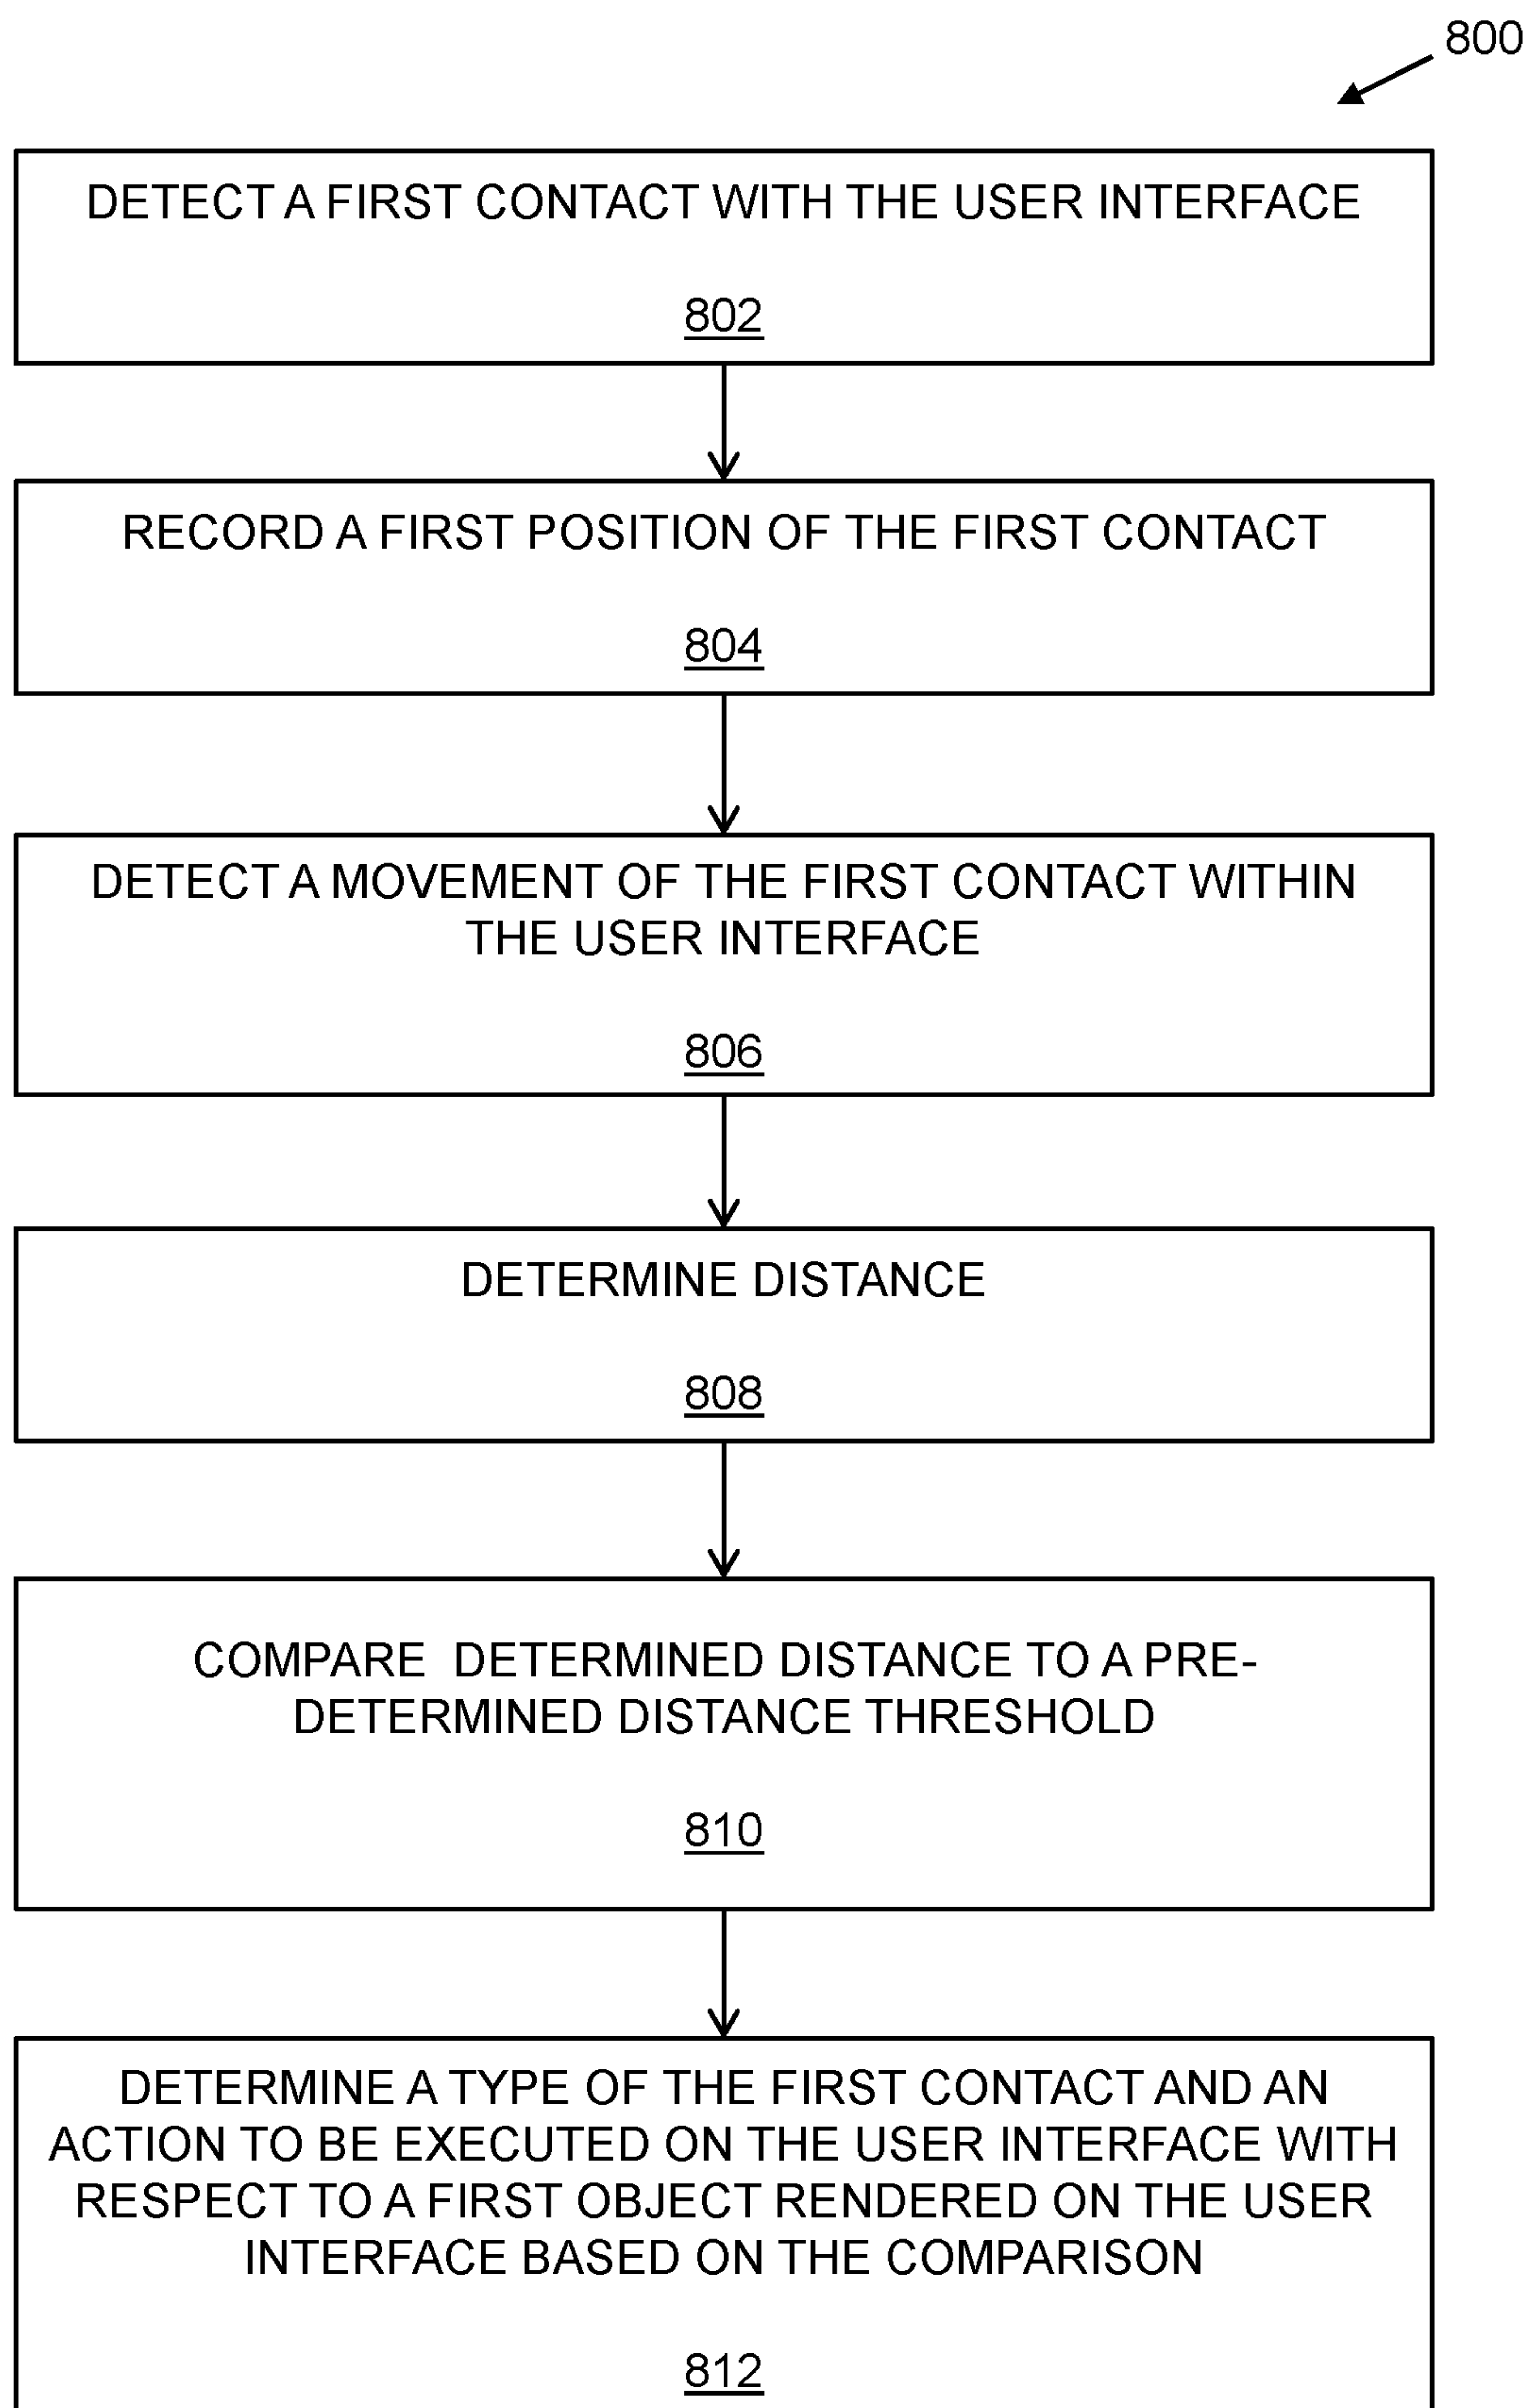 800
DETECT A FIRST CONTACT WITH THE USER INTERFACE
802
RECORD A FIRST POSITION OF THE FIRST CONTACT
804
DETECT A MOVEMENT OF THE FIRST CONTACT WITHIN
THE USER INTERFACE
806
DETERMINE DISTANCE
808
COMPARE DETERMINED DISTANCE TO A PRE-
DETERMINED DISTANCE THRESHOLD
810
DETERMINE A TYPE OF THE FIRST CONTACT AND AN
ACTION TO BE EXECUTED ON THE USER INTERFACE WITH
RESPECT TO A FIRST OBJECT RENDERED ON THE USER
INTERFACE BASED ON THE COMPARISON
812